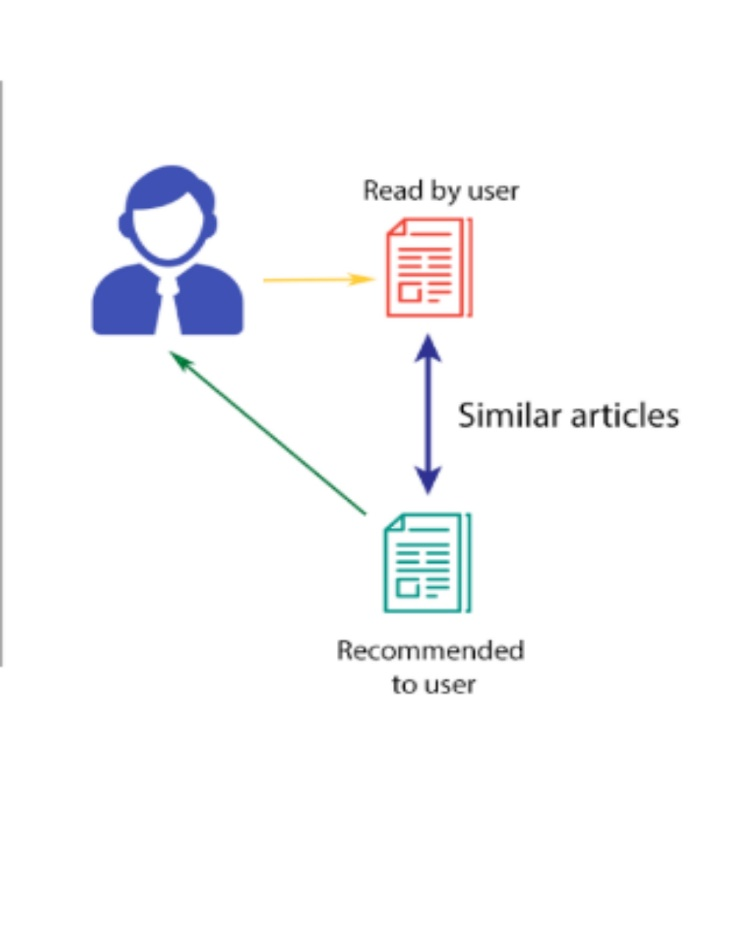 Read by user
Similar articles
Recommended
to user